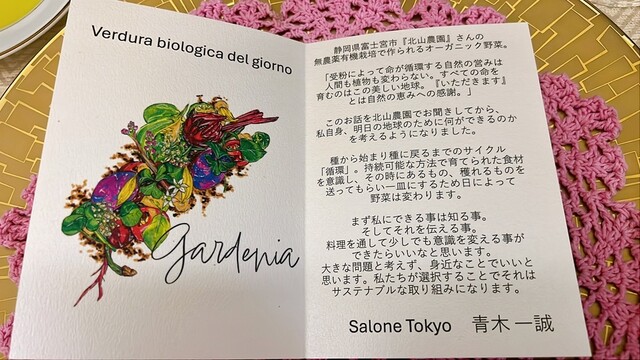 Verdura biologica del giorno
Gardenia
静岡県富士宮市『北山農園』さんの
無農薬有機栽培で作られるオーガニック野菜。
「受粉によって命が循環する自然の営みは
人間も植物も変わらない。すべての命を
育むのはこの美しい地球。『いただきます』
とは自然の恵みへの感謝。」
このお話を北山農園でお聞きしてから、
私自身、明日の地球のために何ができるのか
を考えるようになりました。
種から始まり種に戻るまでのサイクル
「循環」。持続可能な方法で育てられた食材
を意識し、その時にあるもの、穫れるものを
送ってもらい一皿にするため日によって
野菜は変わります。
まず私にできる事は知る事。
そしてそれを伝える事。
料理を通して少しでも意識を変える事が
できたらいいなと思います。
大きな問題と考えず、身近なことでいいと
思います。私たちが選択することでそれは
サステナブルな取り組みになります。
Salone Tokyo 青木 一誠